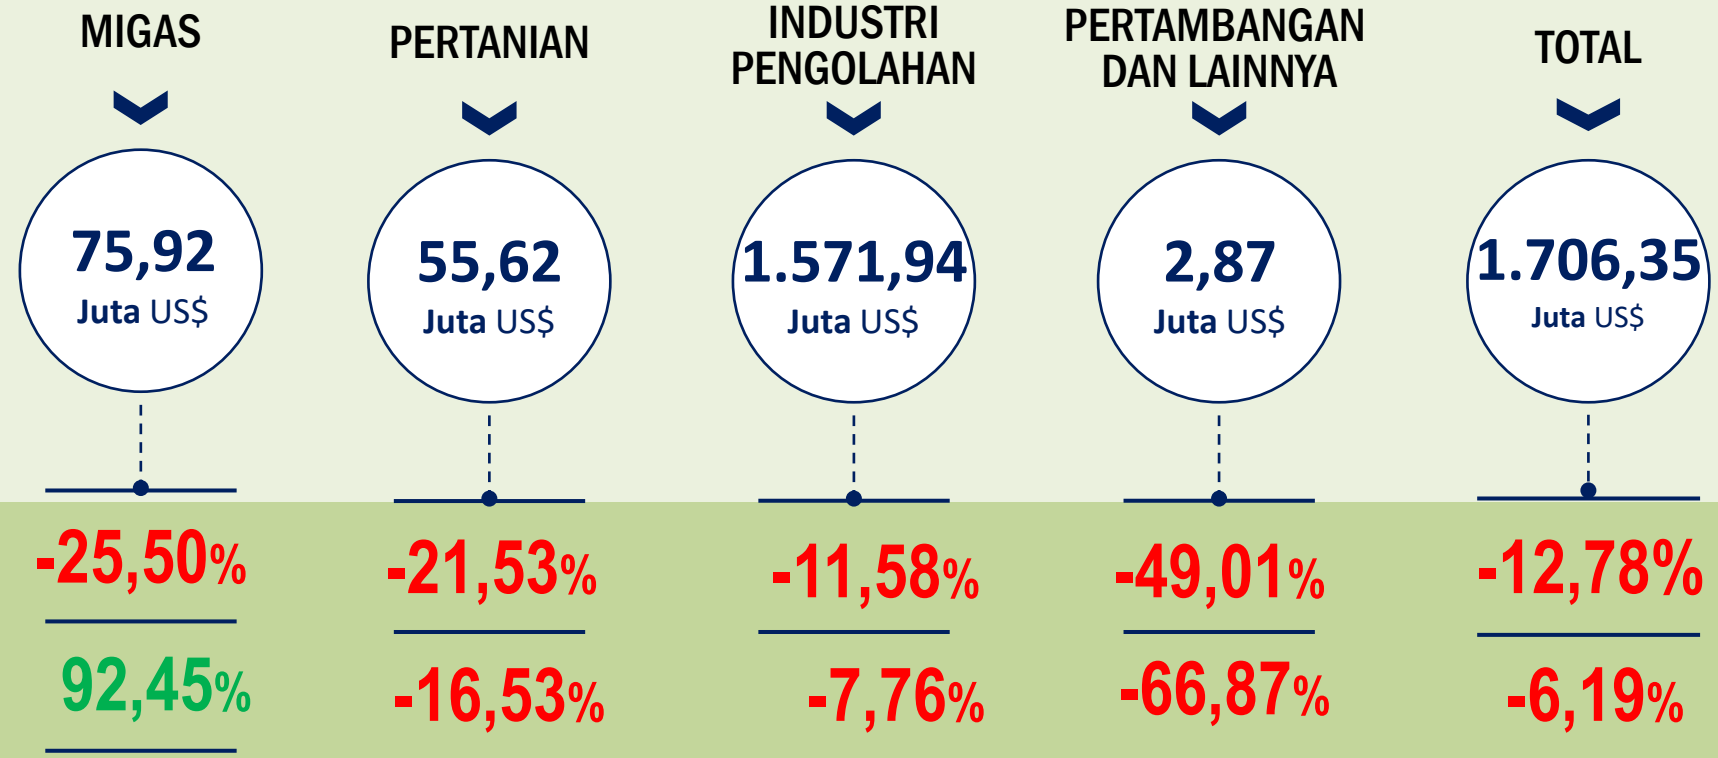 MIGAS
PERTANIAN
INDUSTRI
PENGOLAHAN
PERTAMBANGAN
DAN LAINNYA
TOTAL
75,92
Juta US$
55,62
Juta US$
1.571,94
Juta US$
2,87
Juta US$
1.706,35
Juta US$
-25,50%
-21,53%
-11,58%
-49,01%
-12,78%
92,45%
-16,53%
-7,76%
-66,87%
-6,19%